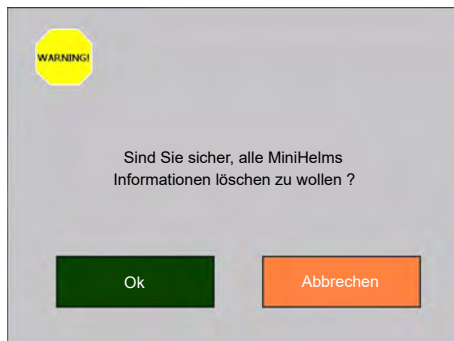 WARNING!
Sind Sie sicher, alle MiniHelms
Informationen löschen zu wollen ?
Ok
Abbrechen